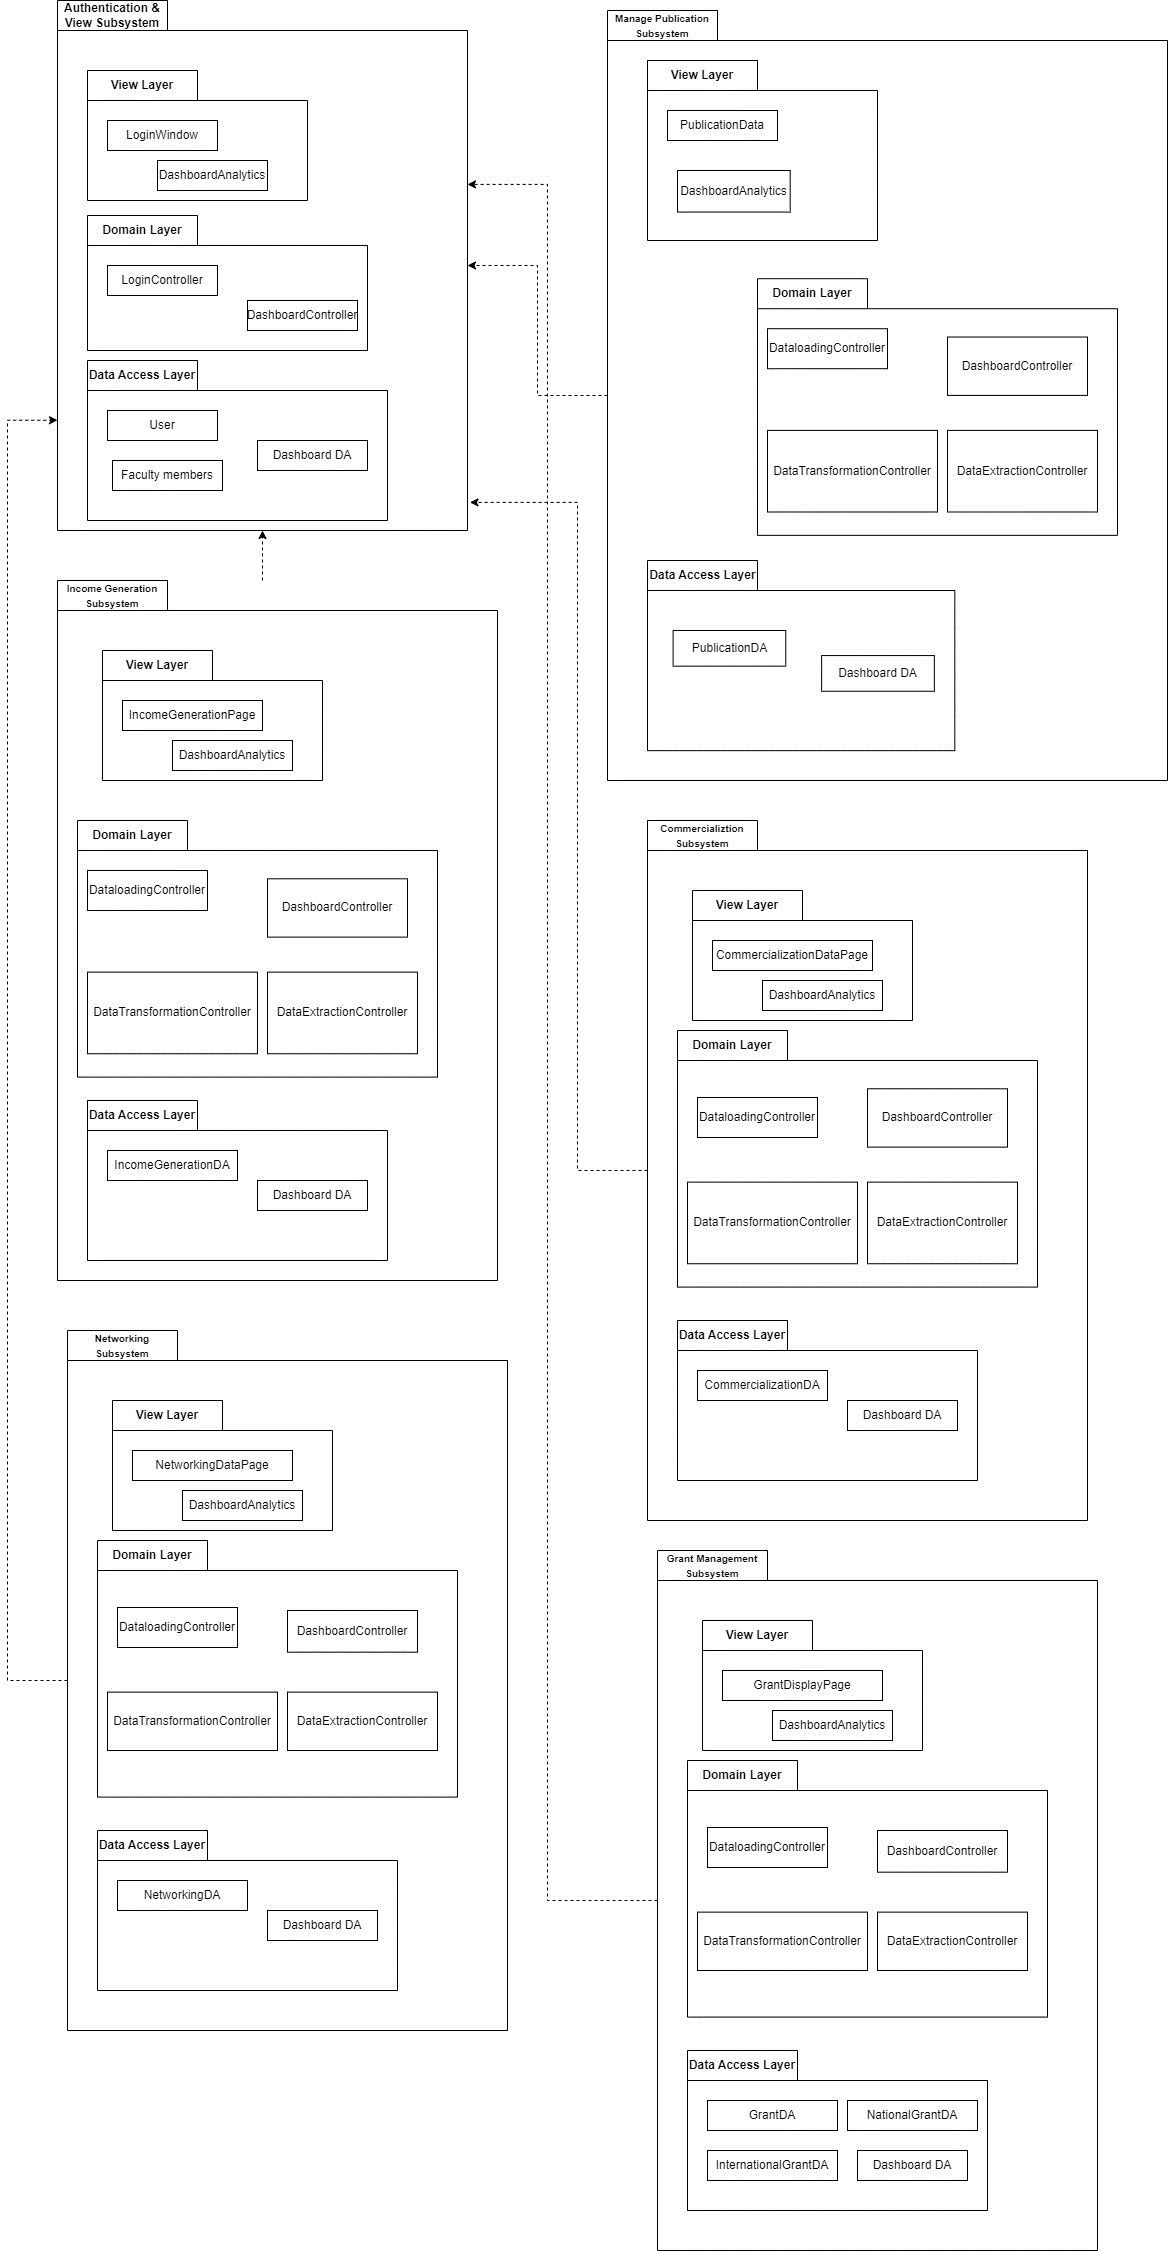 Authentication &
View Subsystem
View Layer
LoginWindow
DashboardAnalytics
Domain Layer
LoginController
DashboardController
Data Access Layer
User
Dashboard DA
Faculty members
Manage Publication
Subsystem
View Layer
PublicationData
DashboardAnalytics
Domain Layer
DataloadingController
DashboardController
DataTransformationController
DataExtractionController
Data Access Layer
PublicationDA
Dashboard DA
Income Generation
Subsystem
View Layer
IncomeGenerationPage
DashboardAnalytics
Domain Layer
DataloadingController
DashboardController
DataTransformationController
DataExtractionController
Data Access Layer
IncomeGenerationDA
Dashboard DA
Commercializtion
Subsystem
View Layer
CommercializationDataPage
DashboardAnalytics
Domain Layer
DataloadingController
DashboardController
DataTransformationController
DataExtractionController
Data Access Layer
CommercializationDA
Dashboard DA
Networking
Subsystem
View Layer
NetworkingDataPage
DashboardAnalytics
Domain Layer
DataloadingController
DashboardController
DataTransformationController
DataExtractionController
Data Access Layer
NetworkingDA
Dashboard DA
Grant Management
Subsystem
View Layer
GrantDisplayPage
DashboardAnalytics
Domain Layer
DataloadingController
DashboardController
DataTransformationController
DataExtractionController
Data Access Layer
GrantDA
NationalGrantDA
InternationalGrantDA
Dashboard DA